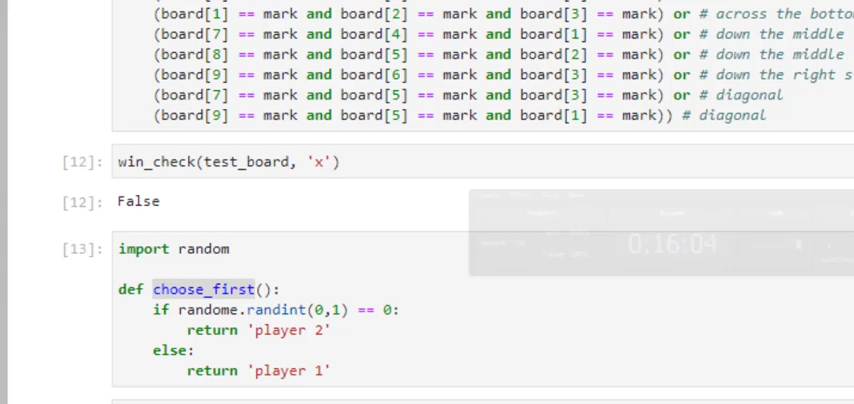 (board[1] == mark and board[2] == mark and board[3] == mark) or # across the botto
(board[7] == mark and board[4] == mark and board[1] == mark) or # down the middle
(board[8] == mark and board[5] == mark and board[2] == mark) or # down the middle
(board[9] == mark and board[6] == mark and board[3] == mark) or # down the right s
(board[7] == mark and board[5] == mark and board[3] == mark) or # diagonal
(board[9] == mark and board[5] == mark and board[1] == mark)) # diagonal
[12]: win_check(test_board, 'x')
[12]: False
[13]: import random
def choose_first():
if randome.randint(0,1) == 0:
return 'player 2'
else:
return 'player 1'
0:16:04